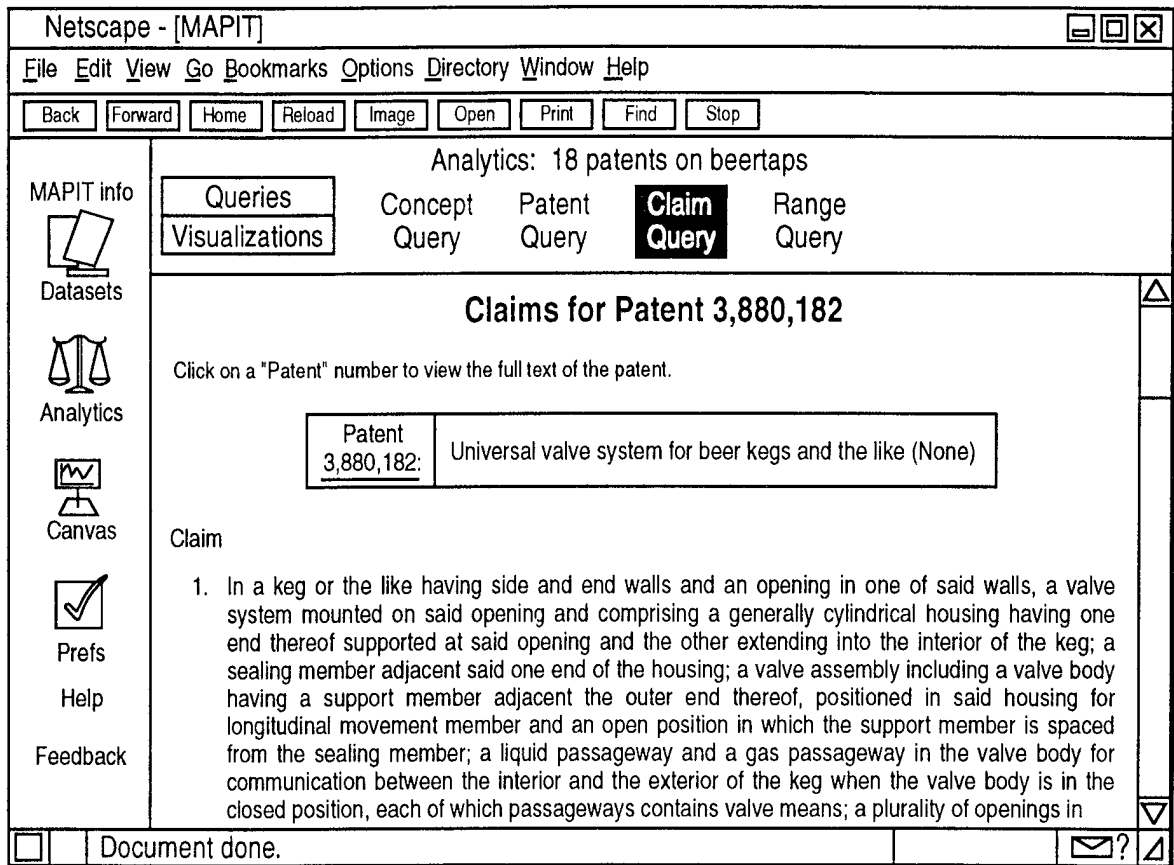 Netscape - [MAPIT]
File Edit View Go Bookmarks Options Directory Window Help
Back Forward Home Reload Image Open Print Find Stop
MAPIT info
Datasets
Analytics
Canvas
Prefs
Help
Feedback
Analytics: 18 patents on beertaps
Queries
Visualizations
Concept
Query
Patent
Query
Claim
Query
Range
Query
Claims for Patent 3,880,182
Click on a "Patent" number to view the full text of the patent.
Patent
3,880,182:
Universal valve system for beer kegs and the like (None)
Claim
1. In a keg or the like having side and end walls and an opening in one of said walls, a valve
system mounted on said opening and comprising a generally cylindrical housing having one
end thereof supported at said opening and the other extending into the interior of the keg; a
sealing member adjacent said one end of the housing; a valve assembly including a valve body
having a support member adjacent the outer end thereof, positioned in said housing for
longitudinal movement member and an open position in which the support member is spaced
from the sealing member; a liquid passageway and a gas passageway in the valve body for
communication between the interior and the exterior of the keg when the valve body is in the
closed position, each of which passageways contains valve means; a plurality of openings in
Document done.
?